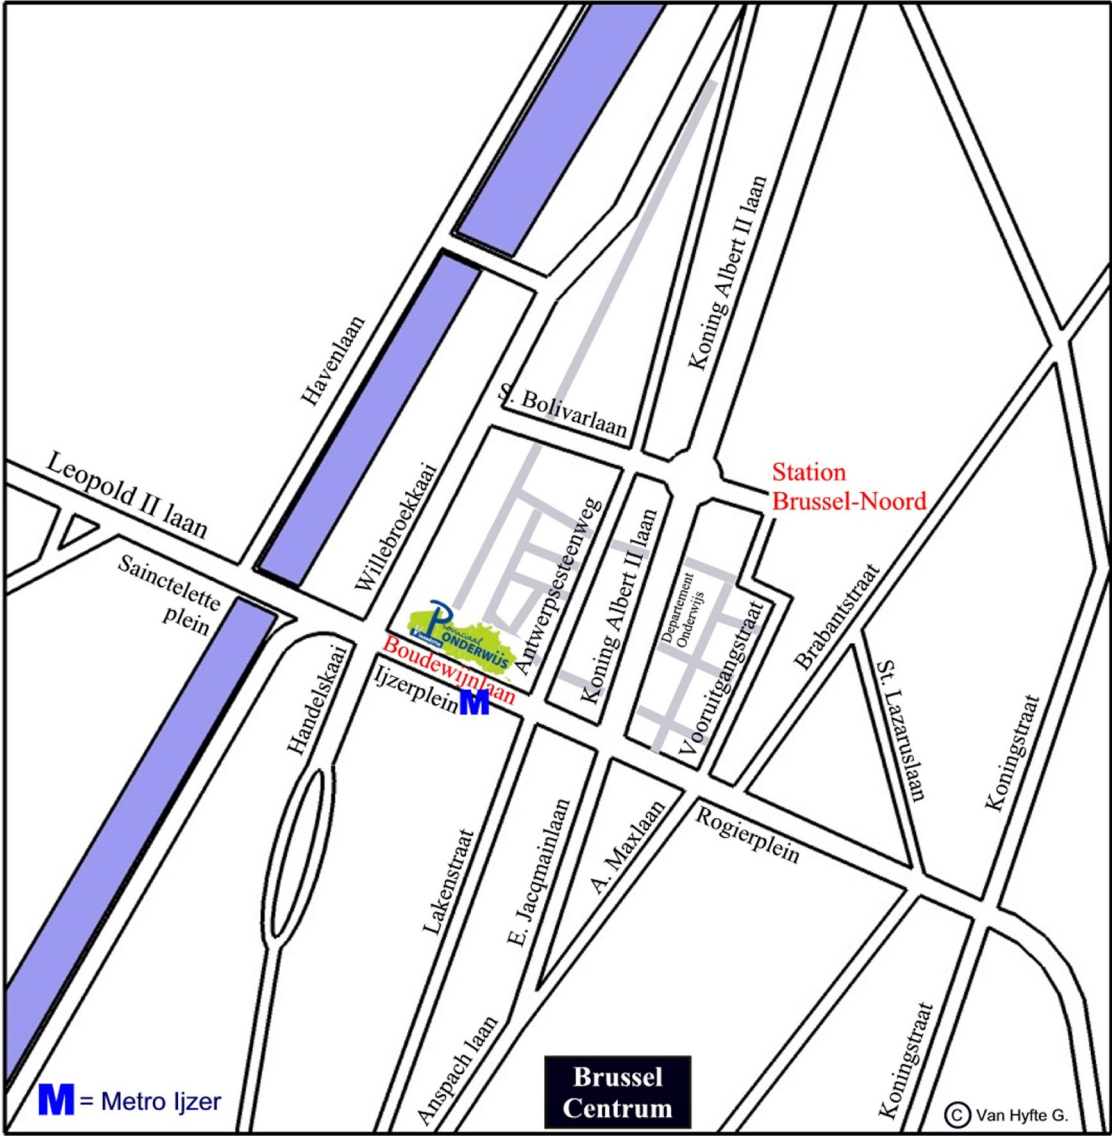 Koning Albert II laan
Havenlaan
S. Bolivarlaan
Station
Brussel-Noord
Leopold II laan
Willebroekkaai
Antwerpsesteenweg
Koning Albert II laan
Sainctelette
plein
Departement
Onderwijs
Provinciaal
ONDERWIJS
Boudewijnlaan
Ijzerplein M
Handelskaai
Vooruitgangstraat
Brabantstraat
St. Lazaruslaan
Koningstraat
Rogierplein
A. Maxlaan
E. Jacqmainlaan
Lakenstraat
Anspach laan
Koningstraat
M = Metro Ijzer
Brussel
Centrum
© Van Hyfte G.